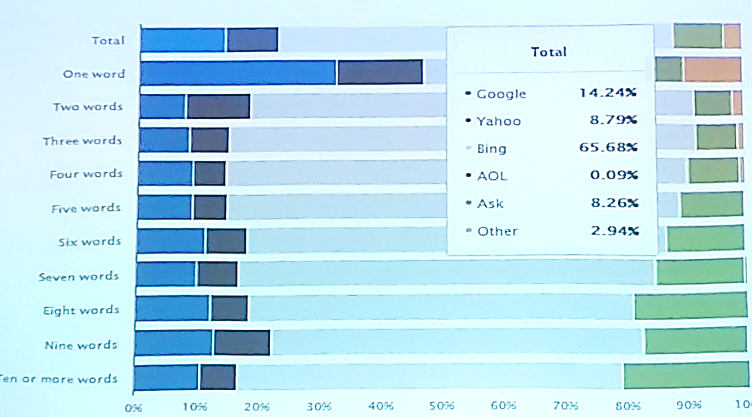 Total
One word
Two words
Three words
Four words
Five words
Six words
Seven words
Eight words
Nine words
Ten or more words
Total
Google 14.24%
Yahoo 8.79%
Bing 65.68%
AOL 0.09%
Ask 8.26%
Other 2.94%
0% 10% 20% 30% 40% 50% 60% 70% 80% 90% 10